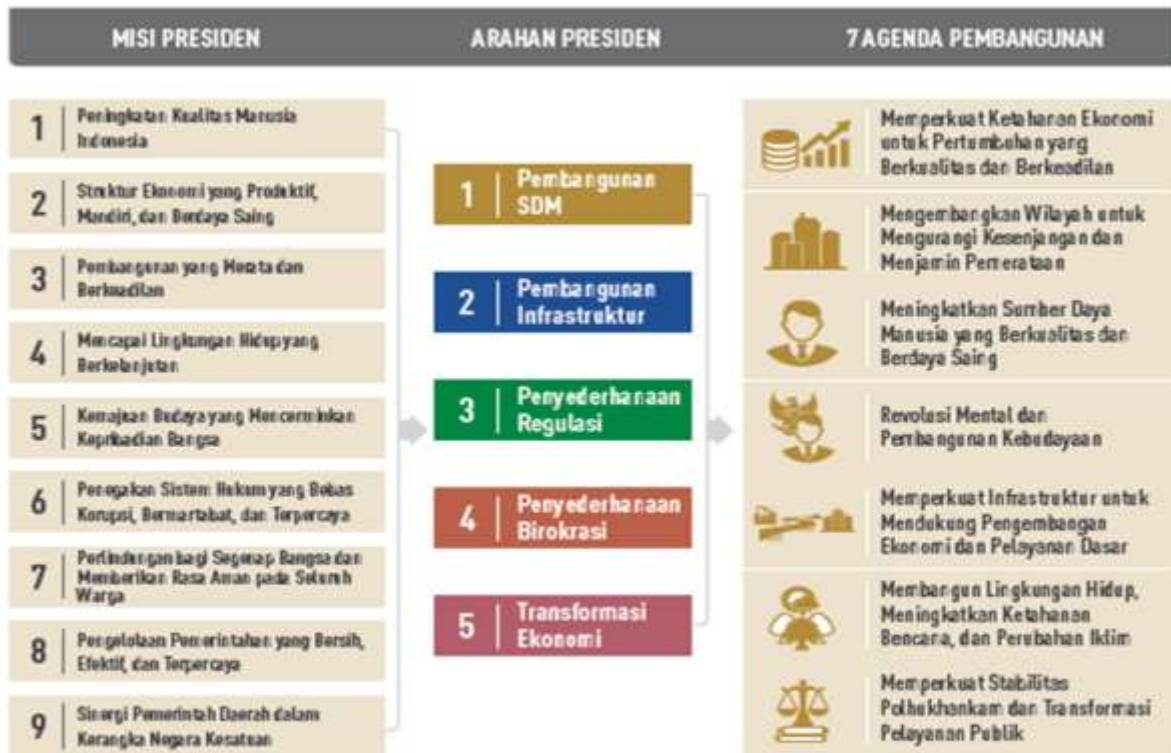 MISI PRESIDEN
ARAHAN PRESIDEN
7 AGENDA PEMBANGUNAN
1
Peningkatan Kualitas Manusia
Indonesia
2
Struktur Ekonomi yang Produktif,
Mandiri, dan Berdaya Saing
3
Pembangunan yang Merata dan
Berkeadilan
4
Mencapai Lingkungan Hidup yang
Berkelanjutan
5
Kemajuan Budaya yang Mencerminkan
Kepribadian Bangsa
6
Penegakan Sistem Hukum yang Bebas
Korupsi, Bermartabat, dan Terpercaya
7
Perlindungan bagi Segenap Bangsa dan
Memberikan Rasa Aman pada Seluruh
Warga
8
Pengelolaan Pemerintahan yang Bersih,
Efektif, dan Terpercaya
9
Sinergi Pemerintah Daerah dalam
Kerangka Negara Kesatuan
1
Pembangunan
SDM
2
Pembangunan
Infrastruktur
3
Penyederhanaan
Regulasi
4
Penyederhanaan
Birokrasi
5
Transformasi
Ekonomi
Memperkuat Ketahanan Ekonomi
untuk Pertumbuhan yang
Berkualitas dan Berkeadilan
Mengembangkan Wilayah untuk
Mengurangi Kesenjangan dan
Menjamin Pemerataan
Meningkatkan Sumber Daya
Manusia yang Berkualitas dan
Berdaya Saing
Revolusi Mental dan
Pembangunan Kebudayaan
Memperkuat Infrastruktur untuk
Mendukung Pengembangan
Ekonomi dan Pelayanan Dasar
Membangun Lingkungan Hidup,
Meningkatkan Ketahanan
Bencana, dan Perubahan Iklim
Memperkuat Stabilitas
Polhukhankam dan Transformasi
Pelayanan Publik